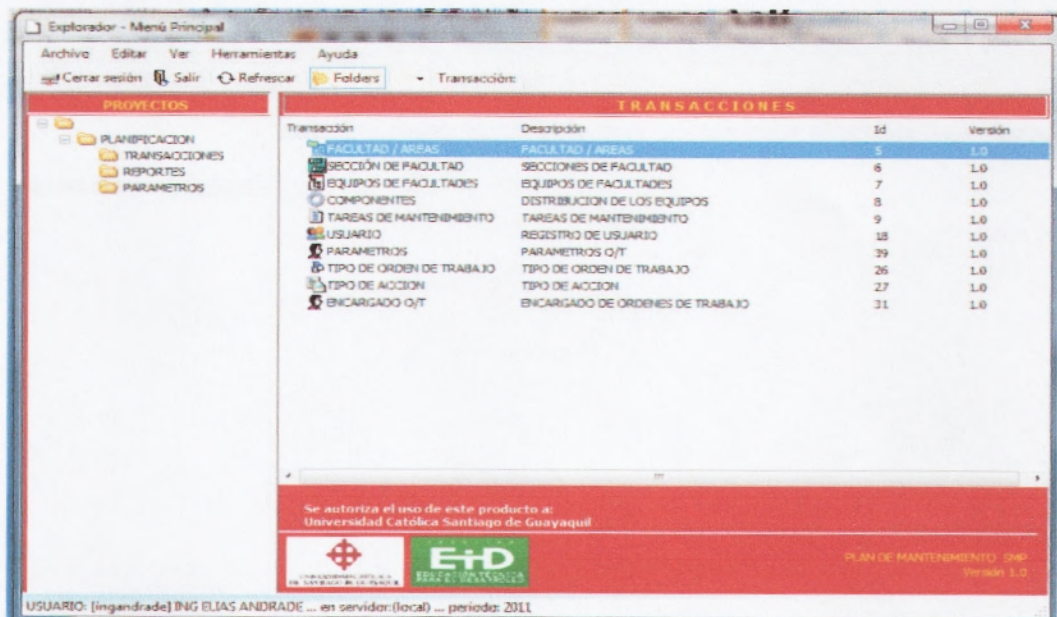 Explorador - Menú Principal
Archivo Editar Ver Herramientas Ayuda
Cerrar sesión Salir Refrescar Folders Transacción:
PROYECTOS
PLANIFICACION
TRANSACCIONES
REPORTES
PARAMETROS
TRANSACCIONES
Transacción Descripción Id Versión
FACULTAD / AREAS FACULTAD / AREAS 5 1.0
SECCIÓN DE FACULTAD SECCIONES DE FACULTAD 6 1.0
EQUIPOS DE FACULTADES EQUIPOS DE FACULTADES 7 1.0
COMPONENTES DISTRIBUCION DE LOS EQUIPOS 8 1.0
TAREAS DE MANTENIMIENTO TAREAS DE MANTENIMIENTO 9 1.0
USUARIO REGISTRO DE USUARIO 18 1.0
PARAMETROS PARAMETROS O/T 39 1.0
TIPO DE ORDEN DE TRABAJO TIPO DE ORDEN DE TRABAJO 26 1.0
TIPO DE ACCION TIPO DE ACCION 27 1.0
ENCARGADO O/T ENCARGADO DE ORDENES DE TRABAJO 31 1.0
Se autoriza el uso de este producto a:
Universidad Católica Santiago de Guayaquil
EID
EDUCACIÓN TÉCNICA
PARA EL DESARROLLO
PLAN DE MANTENIMIENTO SMP
Versión 1.0
USUARIO: [ingandrade] ING ELIAS ANDRADE ... en servidor:(local) ... periodo: 2011